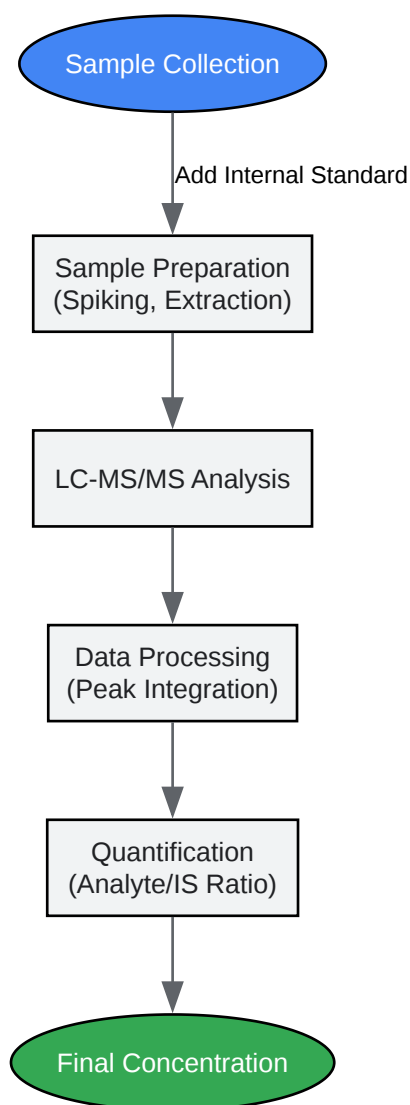 Sample Collection
Add Internal Standard
Sample Preparation
(Spiking, Extraction)
LC-MS/MS Analysis
Data Processing
(Peak Integration)
Quantification
(Analyte/IS Ratio)
Final Concentration